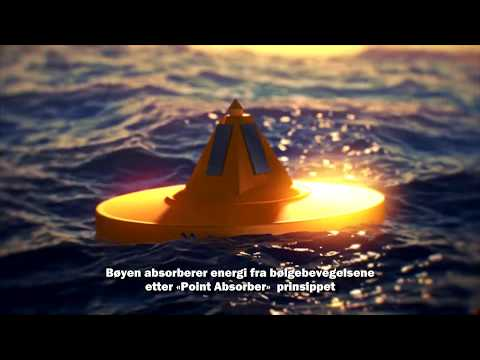 Bøyen absorberer energi fra bølgebevegelsene
etter «Point Absorber» prinsippet